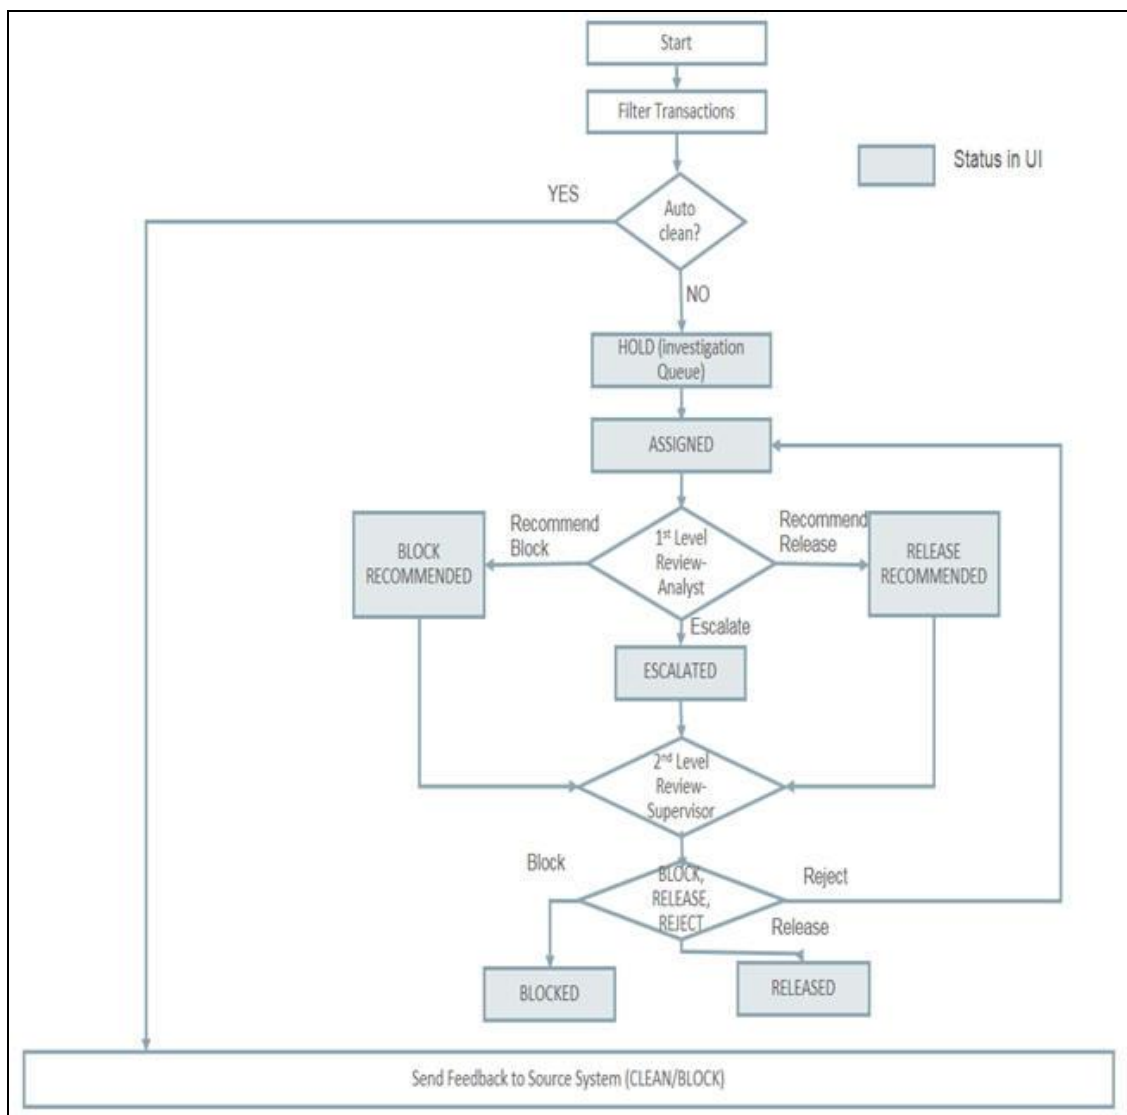 Start
Filter Transactions
Status in UI
YES
Auto
clean?
NO
HOLD (investigation
Queue)
ASSIGNED
Recommend
Block
1st Level
Review-
Analyst
Recommend
Release
BLOCK
RECOMMENDED
RELEASE
RECOMMENDED
Escalate
ESCALATED
2nd Level
Review-
Supervisor
Block
BLOCK,
RELEASE,
REJECT
Reject
Release
BLOCKED
RELEASED
Send Feedback to Source System (CLEAN/BLOCK)